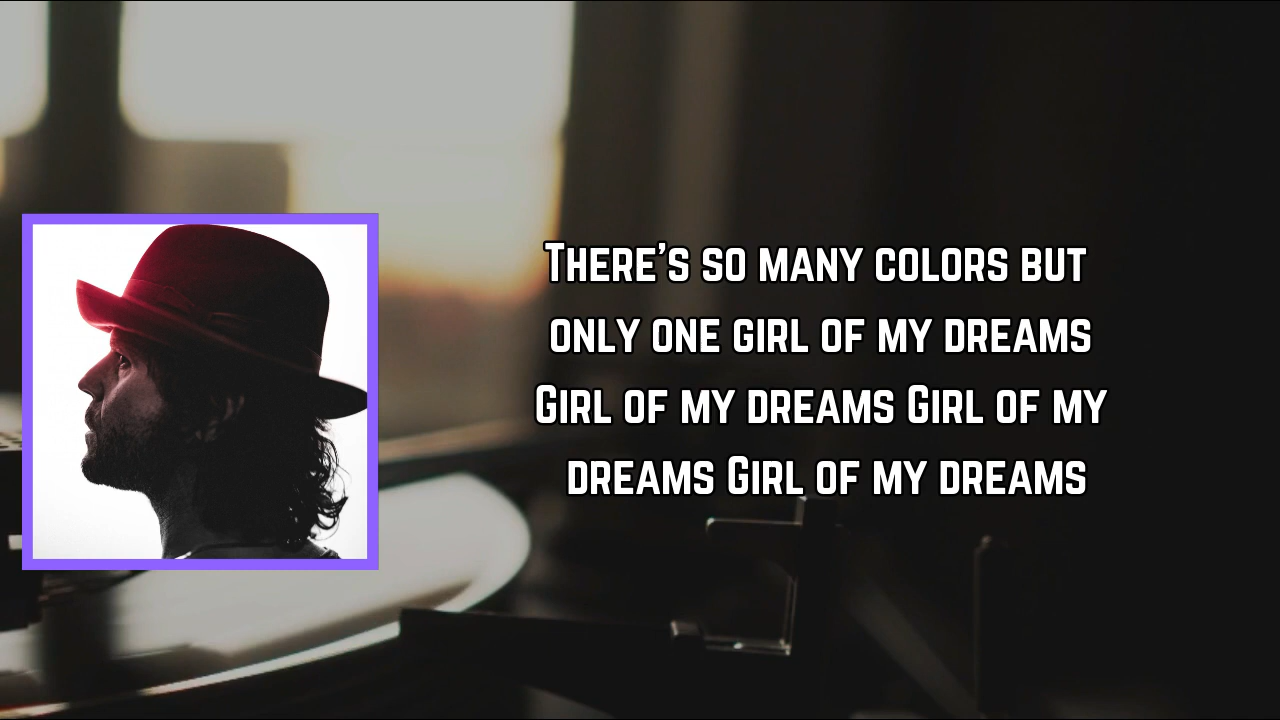 There's so many colors but
only one girl of my dreams
Girl of my dreams Girl of my
dreams Girl of my dreams